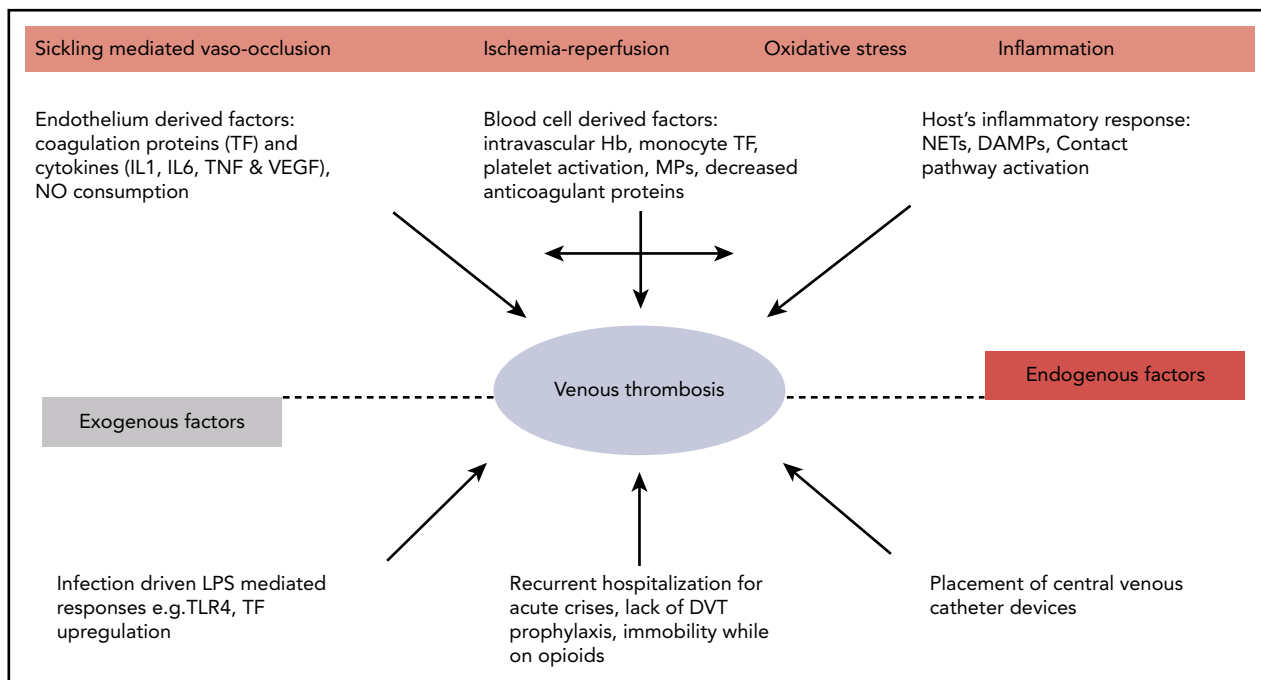 Sickling mediated vaso-occlusion
Ischemia-reperfusion
Oxidative stress
Inflammation
Endothelium derived factors:
coagulation proteins (TF) and
cytokines (IL1, IL6, TNF & VEGF),
NO consumption
Blood cell derived factors:
intravascular Hb, monocyte TF,
platelet activation, MPs, decreased
anticoagulant proteins
Host's inflammatory response:
NETs, DAMPs, Contact
pathway activation
Venous thrombosis
Endogenous factors
Exogenous factors
Infection driven LPS mediated
responses e.g.TLR4, TF
upregulation
Recurrent hospitalization for
acute crises, lack of DVT
prophylaxis, immobility while
on opioids
Placement of central venous
catheter devices